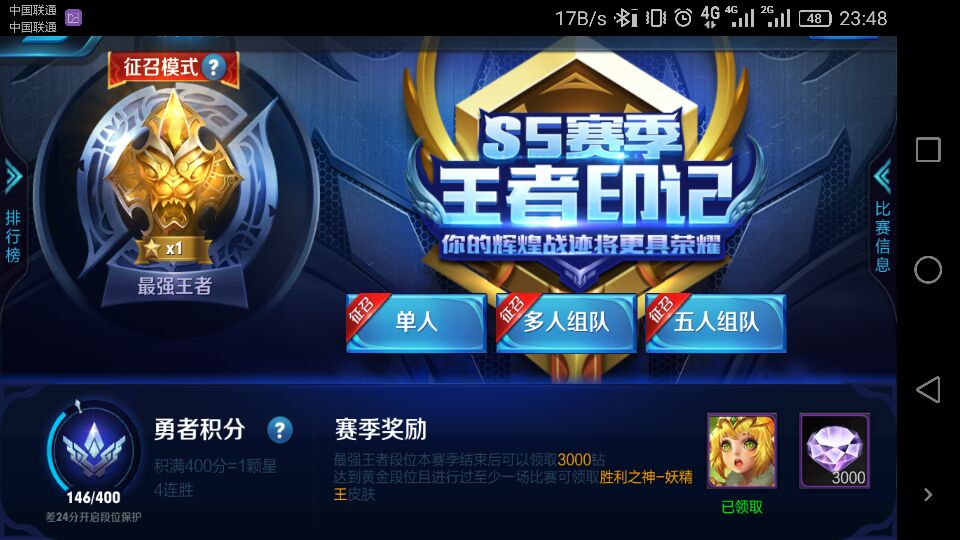 中国联通
中国联通
17B/s 4G 4G 2G 48 23:48
征召模式 ?
x1
最强王者
排行榜
S5赛季
王者印记
你的辉煌战迹将更具荣耀
比赛信息
征召 单人
征召 多人组队
征召 五人组队
勇者积分 ?
积满400分=1颗星
4连胜
146/400
差24分开启段位保护
赛季奖励
最强王者段位本赛季结束后可以领取3000钻
达到黄金段位且进行过至少一场比赛可领取胜利之神-妖精
王皮肤
已领取
3000